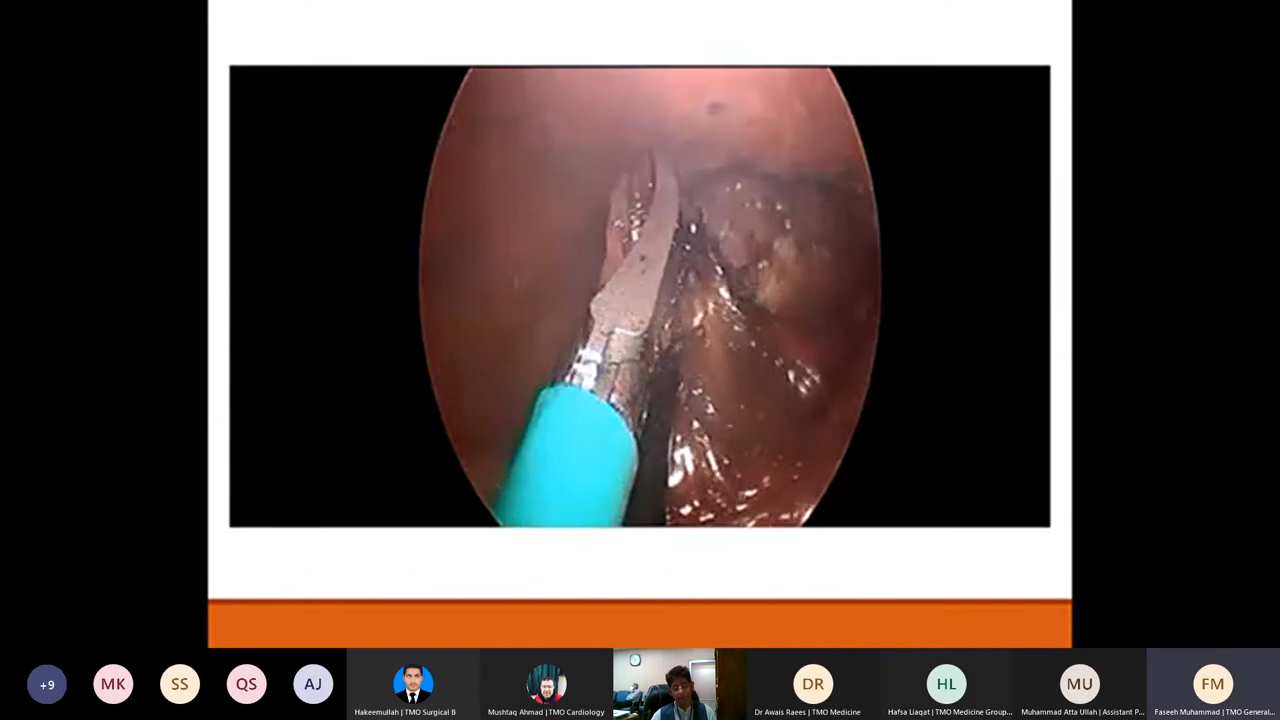 +9
MK
SS
QS
AJ
Hakeemullah | TMO Surgical B
Mushtaq Ahmad | TMO Cardiology
DR
Dr Awais Raees | TMO Medicine
HL
Hafsa Liaqat | TMO Medicine Group...
MU
Muhammad Atta Ullah | Assistant P...
FM
Faseeh Muhammad | TMO General...